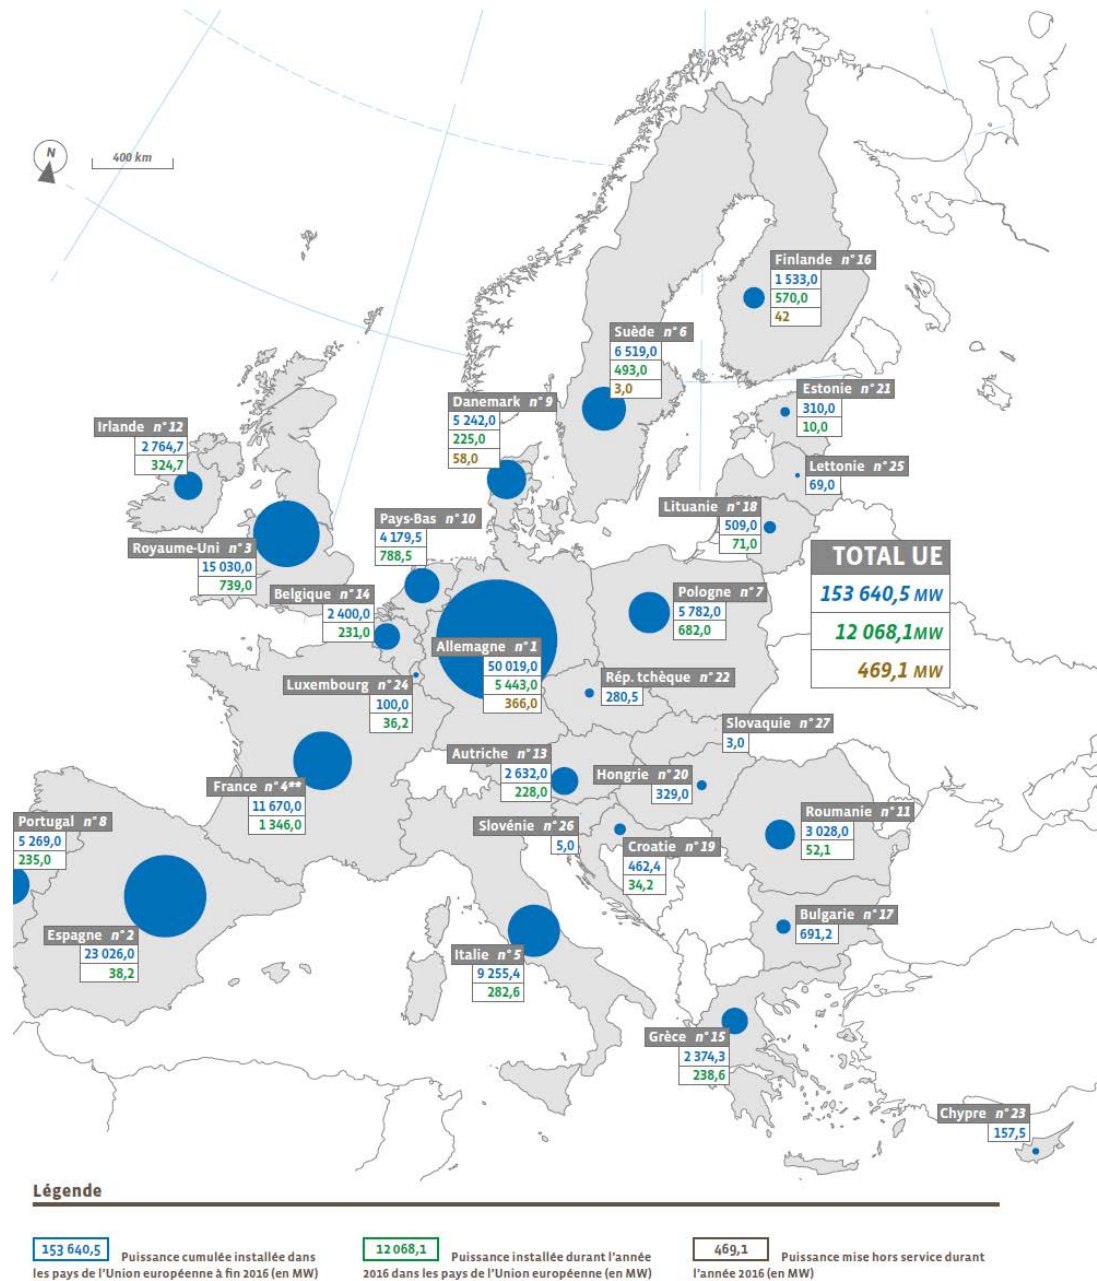 N
400 km
Finlande n°16
1 533,0
570,0
42
Suède n°6
6 519,0
493,0
3,0
Estonie n°21
310,0
10,0
Danemark n°9
5 242,0
225,0
58,0
Irlande n°12
2 764,7
324,7
Lettonie n°25
69,0
Lituanie n°18
509,0
71,0
Pays-Bas n°10
4 179,5
788,5
Royaume-Uni n°3
15 030,0
739,0
TOTAL UE
153 640,5 MW
12 068,1 MW
469,1 MW
Belgique n°14
2 400,0
231,0
Pologne n°7
5 782,0
682,0
Allemagne n°1
50 019,0
5 443,0
366,0
Luxembourg n°24
100,0
36,2
Rép. tchèque n°22
280,5
Slovaquie n°27
3,0
Autriche n°13
2 632,0
228,0
Hongrie n°20
329,0
France n°4**
11 670,0
1 346,0
Portugal n°8
5 269,0
235,0
Slovénie n°26
5,0
Croatie n°19
462,4
34,2
Roumanie n°11
3 028,0
52,1
Bulgarie n°17
691,2
Espagne n°2
23 026,0
38,2
Italie n°5
9 255,4
282,6
Grèce n°15
2 374,3
238,6
Chypre n°23
157,5
Légende
153 640,5 Puissance cumulée installée dans
les pays de l'Union européenne à fin 2016 (en MW)
12 068,1 Puissance installée durant l'année
2016 dans les pays de l'Union européenne (en MW)
469,1 Puissance mise hors service durant
l'année 2016 (en MW)